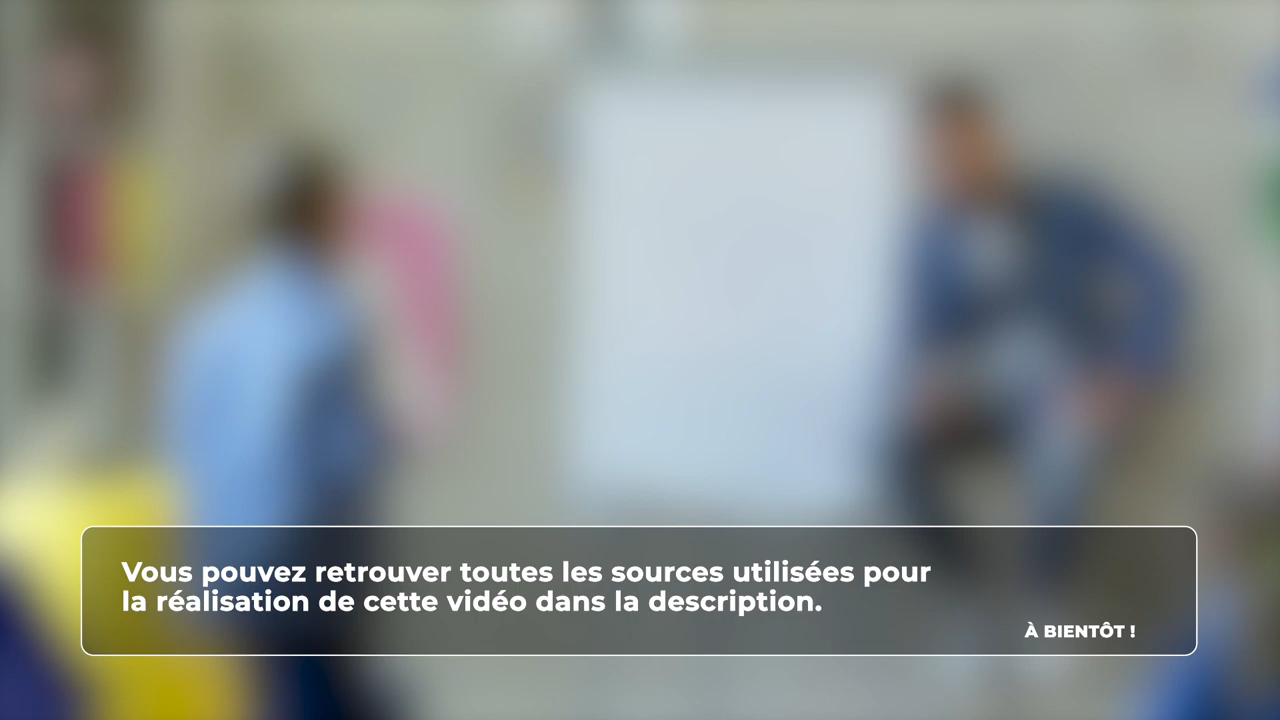 Vous pouvez retrouver toutes les sources utilisées pour
la réalisation de cette vidéo dans la description.
À BIENTÔT !